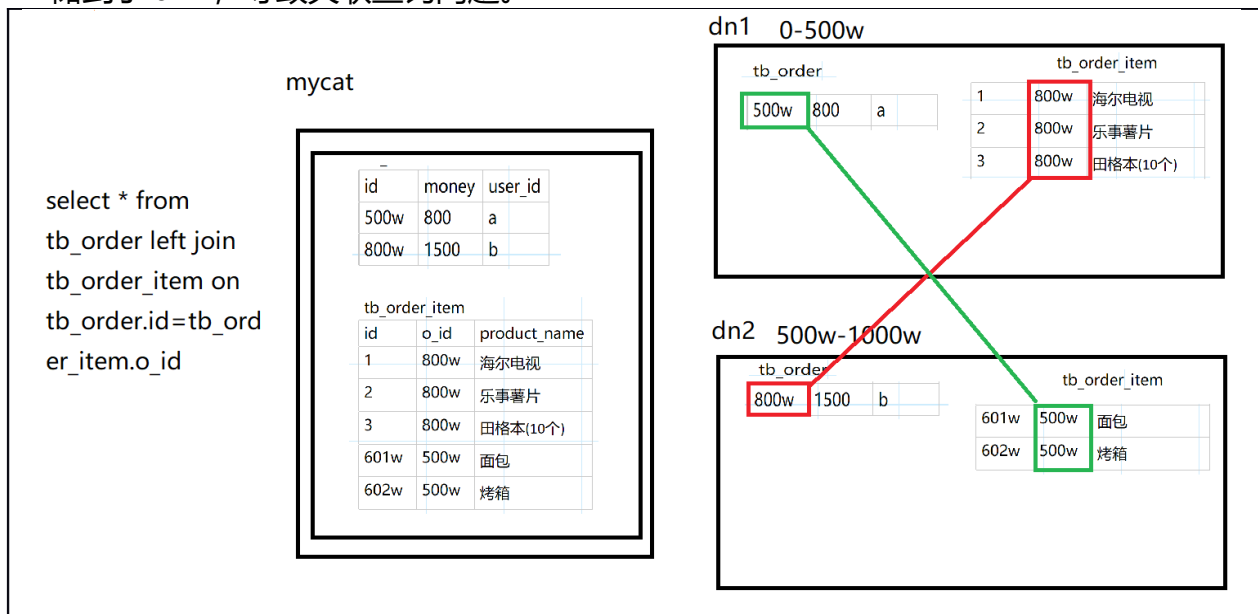 mycat
select * from
tb_order left join
tb_order_item on
tb_order.id=tb_ord
er_item.o_id
id money user_id
500w 800 a
800w 1500 b
tb_order_item
id o_id product_name
1 800w 海尔电视
2 800w 乐事薯片
3 800w 田格本(10个)
601w 500w 面包
602w 500w 烤箱
dn1 0-500w
tb_order
500w 800 a
tb_order_item
1 800w 海尔电视
2 800w 乐事薯片
3 800w 田格本(10个)
dn2 500w-1000w
tb_order
800w 1500 b
tb_order_item
601w 500w 面包
602w 500w 烤箱